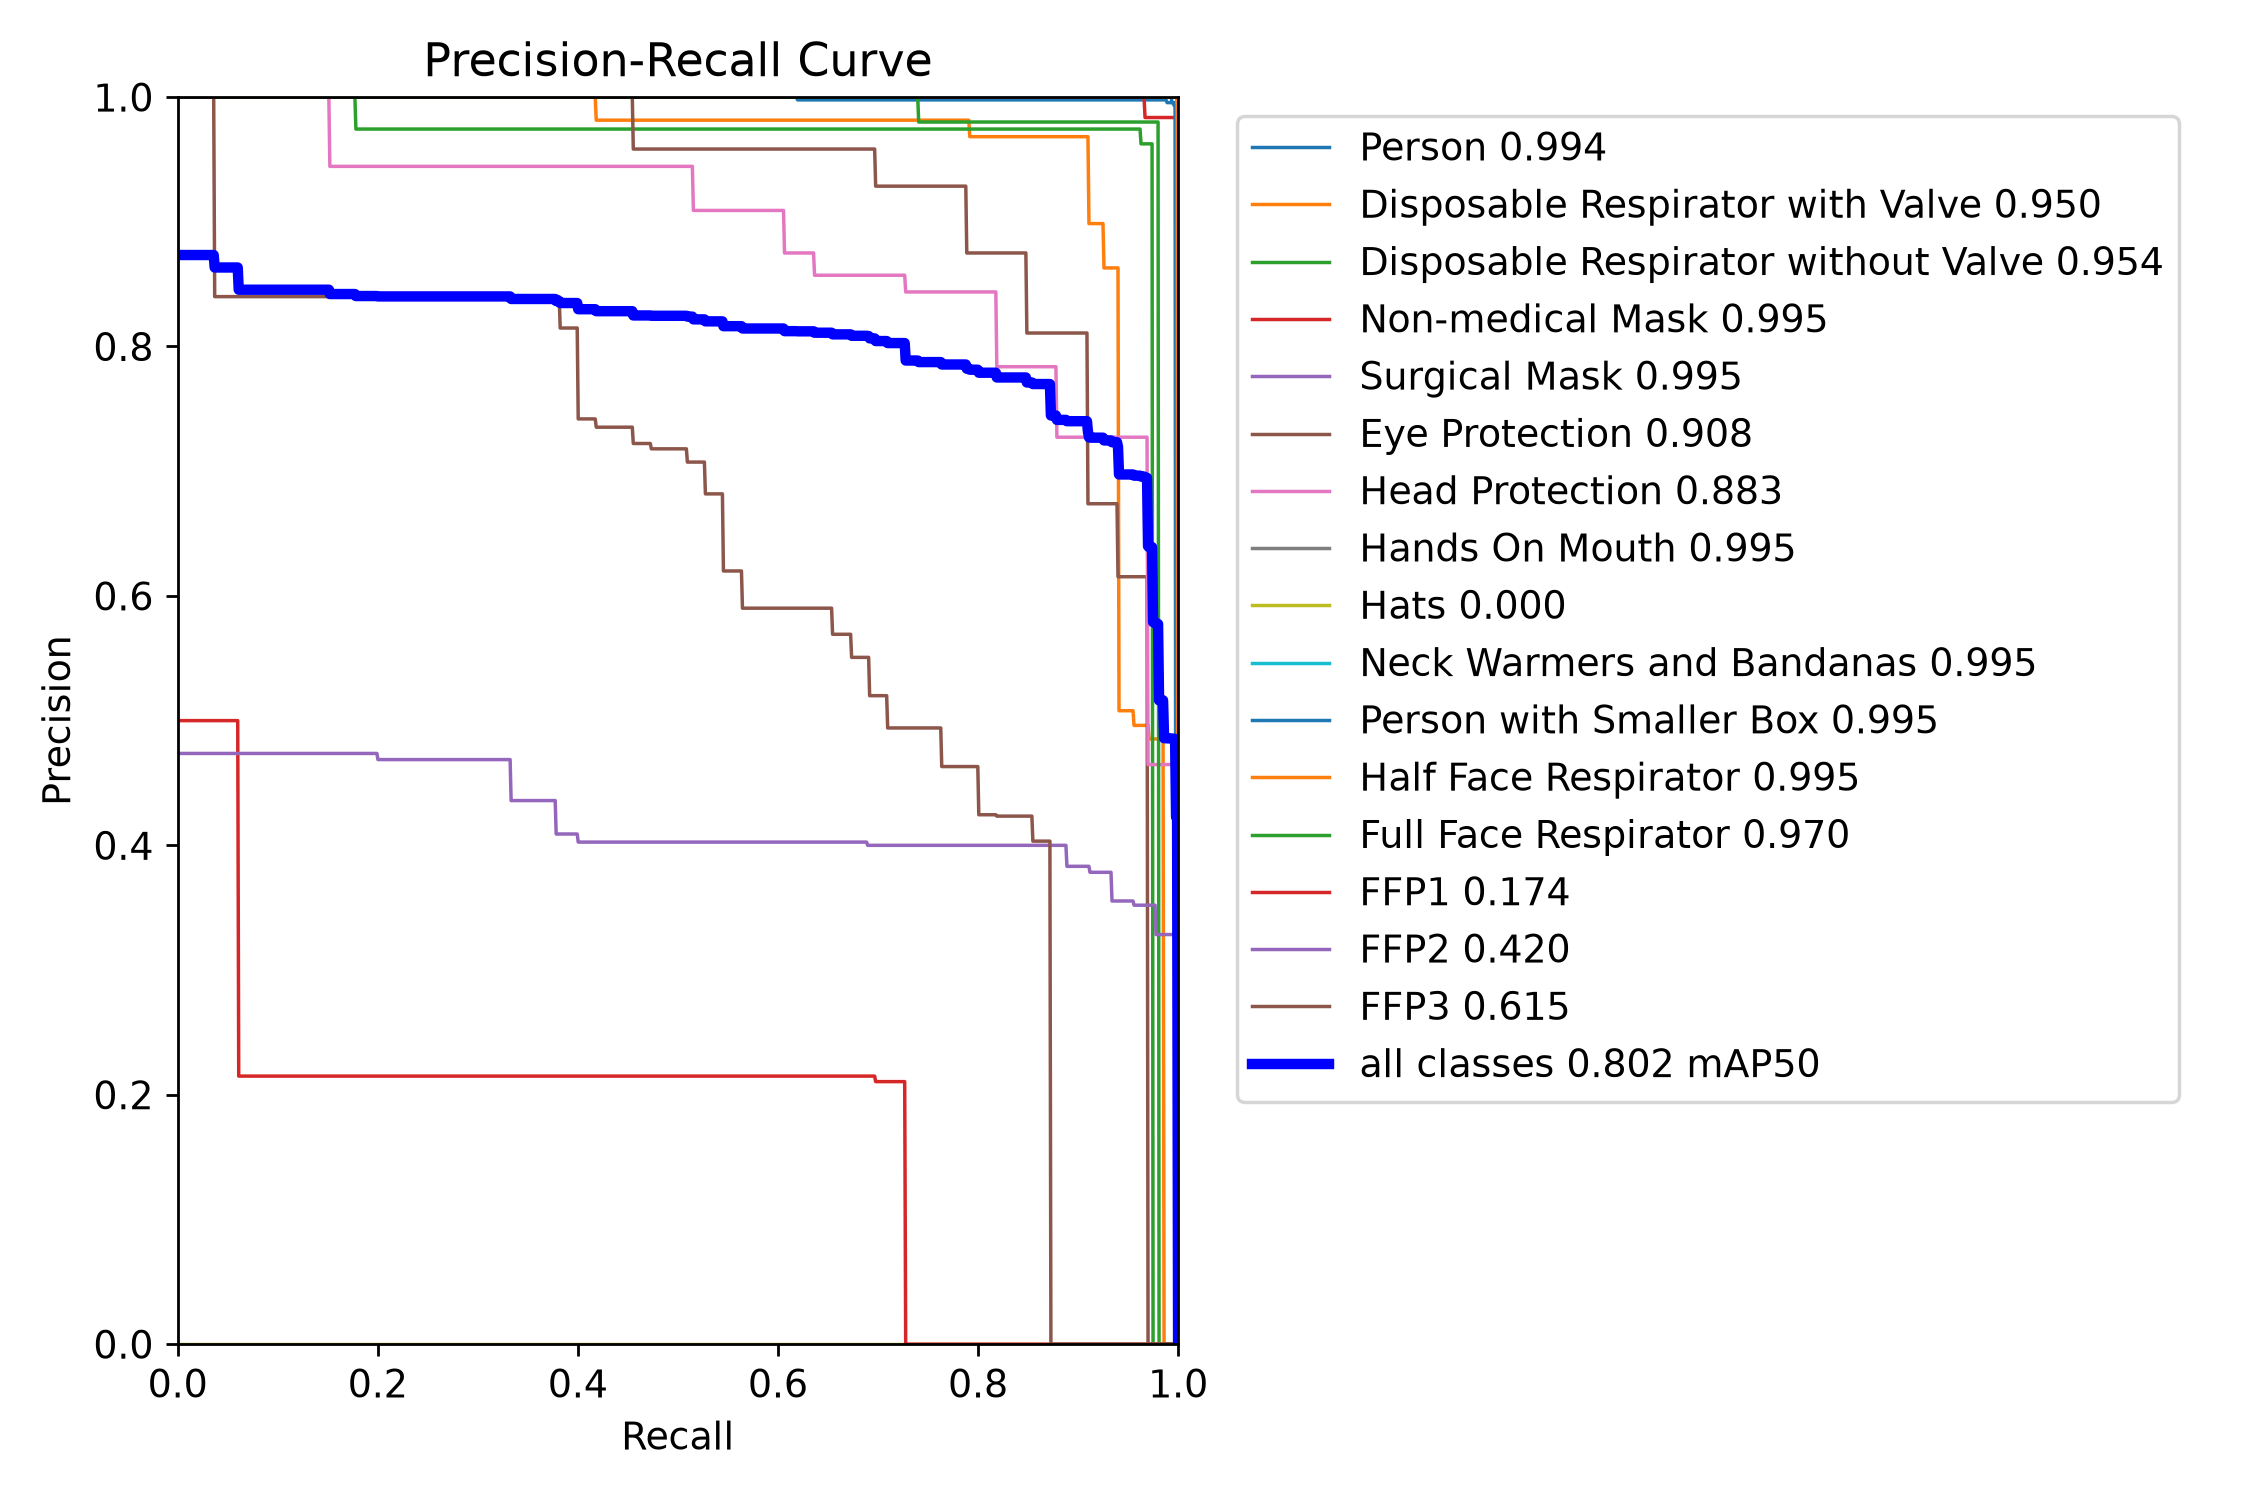 Precision-Recall Curve
1.0
0.8
0.6
0.4
0.2
0.0
Precision
0.0 0.2 0.4 0.6 0.8 1.0
Recall
Person 0.994
Disposable Respirator with Valve 0.950
Disposable Respirator without Valve 0.954
Non-medical Mask 0.995
Surgical Mask 0.995
Eye Protection 0.908
Head Protection 0.883
Hands On Mouth 0.995
Hats 0.000
Neck Warmers and Bandanas 0.995
Person with Smaller Box 0.995
Half Face Respirator 0.995
Full Face Respirator 0.970
FFP1 0.174
FFP2 0.420
FFP3 0.615
all classes 0.802 mAP50